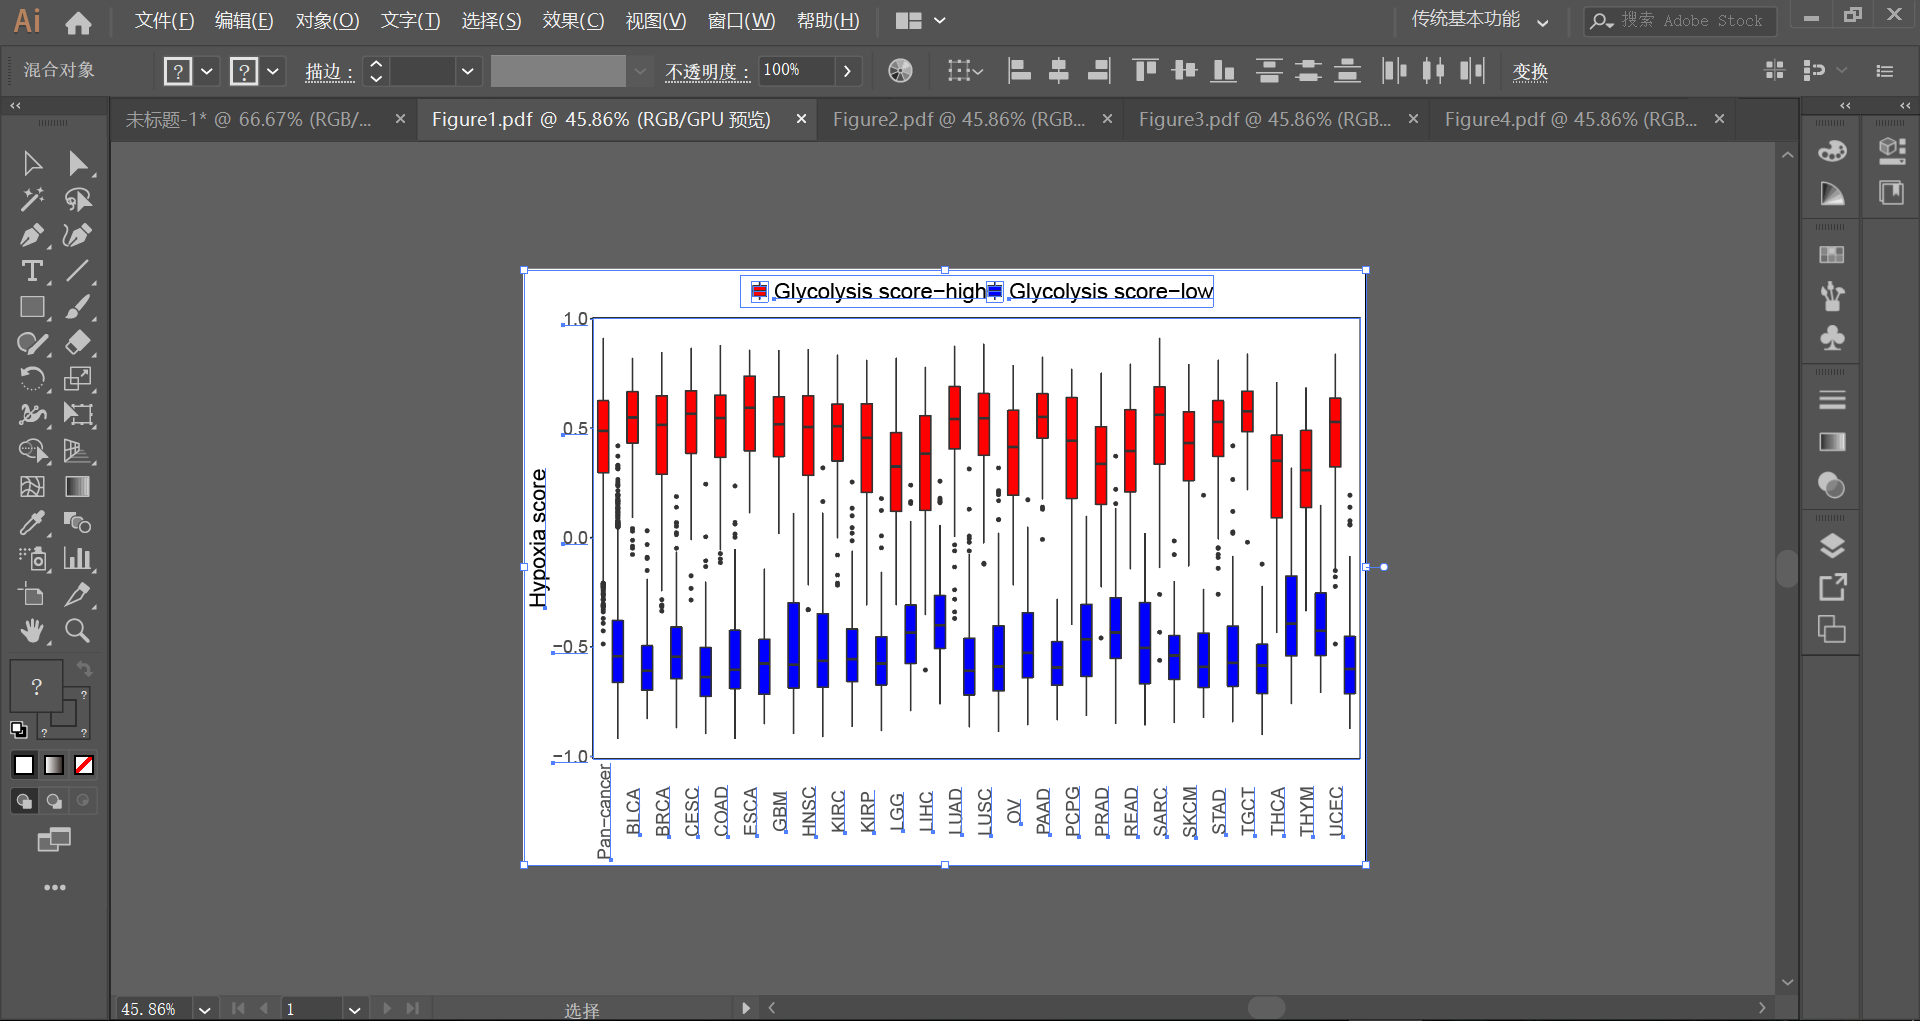 Ai 文件(F) 编辑(E) 对象(O) 文字(T) 选择(S) 效果(C) 视图(V) 窗口(W) 帮助(H) 传统基本功能 搜索 Adobe Stock
混合对象 ? ? 描边： 不透明度： 100% 变换
未标题-1* @ 66.67% (RGB/... × Figure1.pdf @ 45.86% (RGB/GPU 预览) × Figure2.pdf @ 45.86% (RGB... × Figure3.pdf @ 45.86% (RGB... × Figure4.pdf @ 45.86% (RGB... ×
Glycolysis score−high Glycolysis score−low
1.0
0.5
0.0
−0.5
−1.0
Hypoxia score
Pan−cancer BLCA BRCA CESC COAD ESCA GBM HNSC KIRC KIRP LGG LIHC LUAD LUSC OV PAAD PCPG PRAD READ SARC SKCM STAD TGCT THCA THYM UCEC
? ?
? ?
45.86% 1 选择